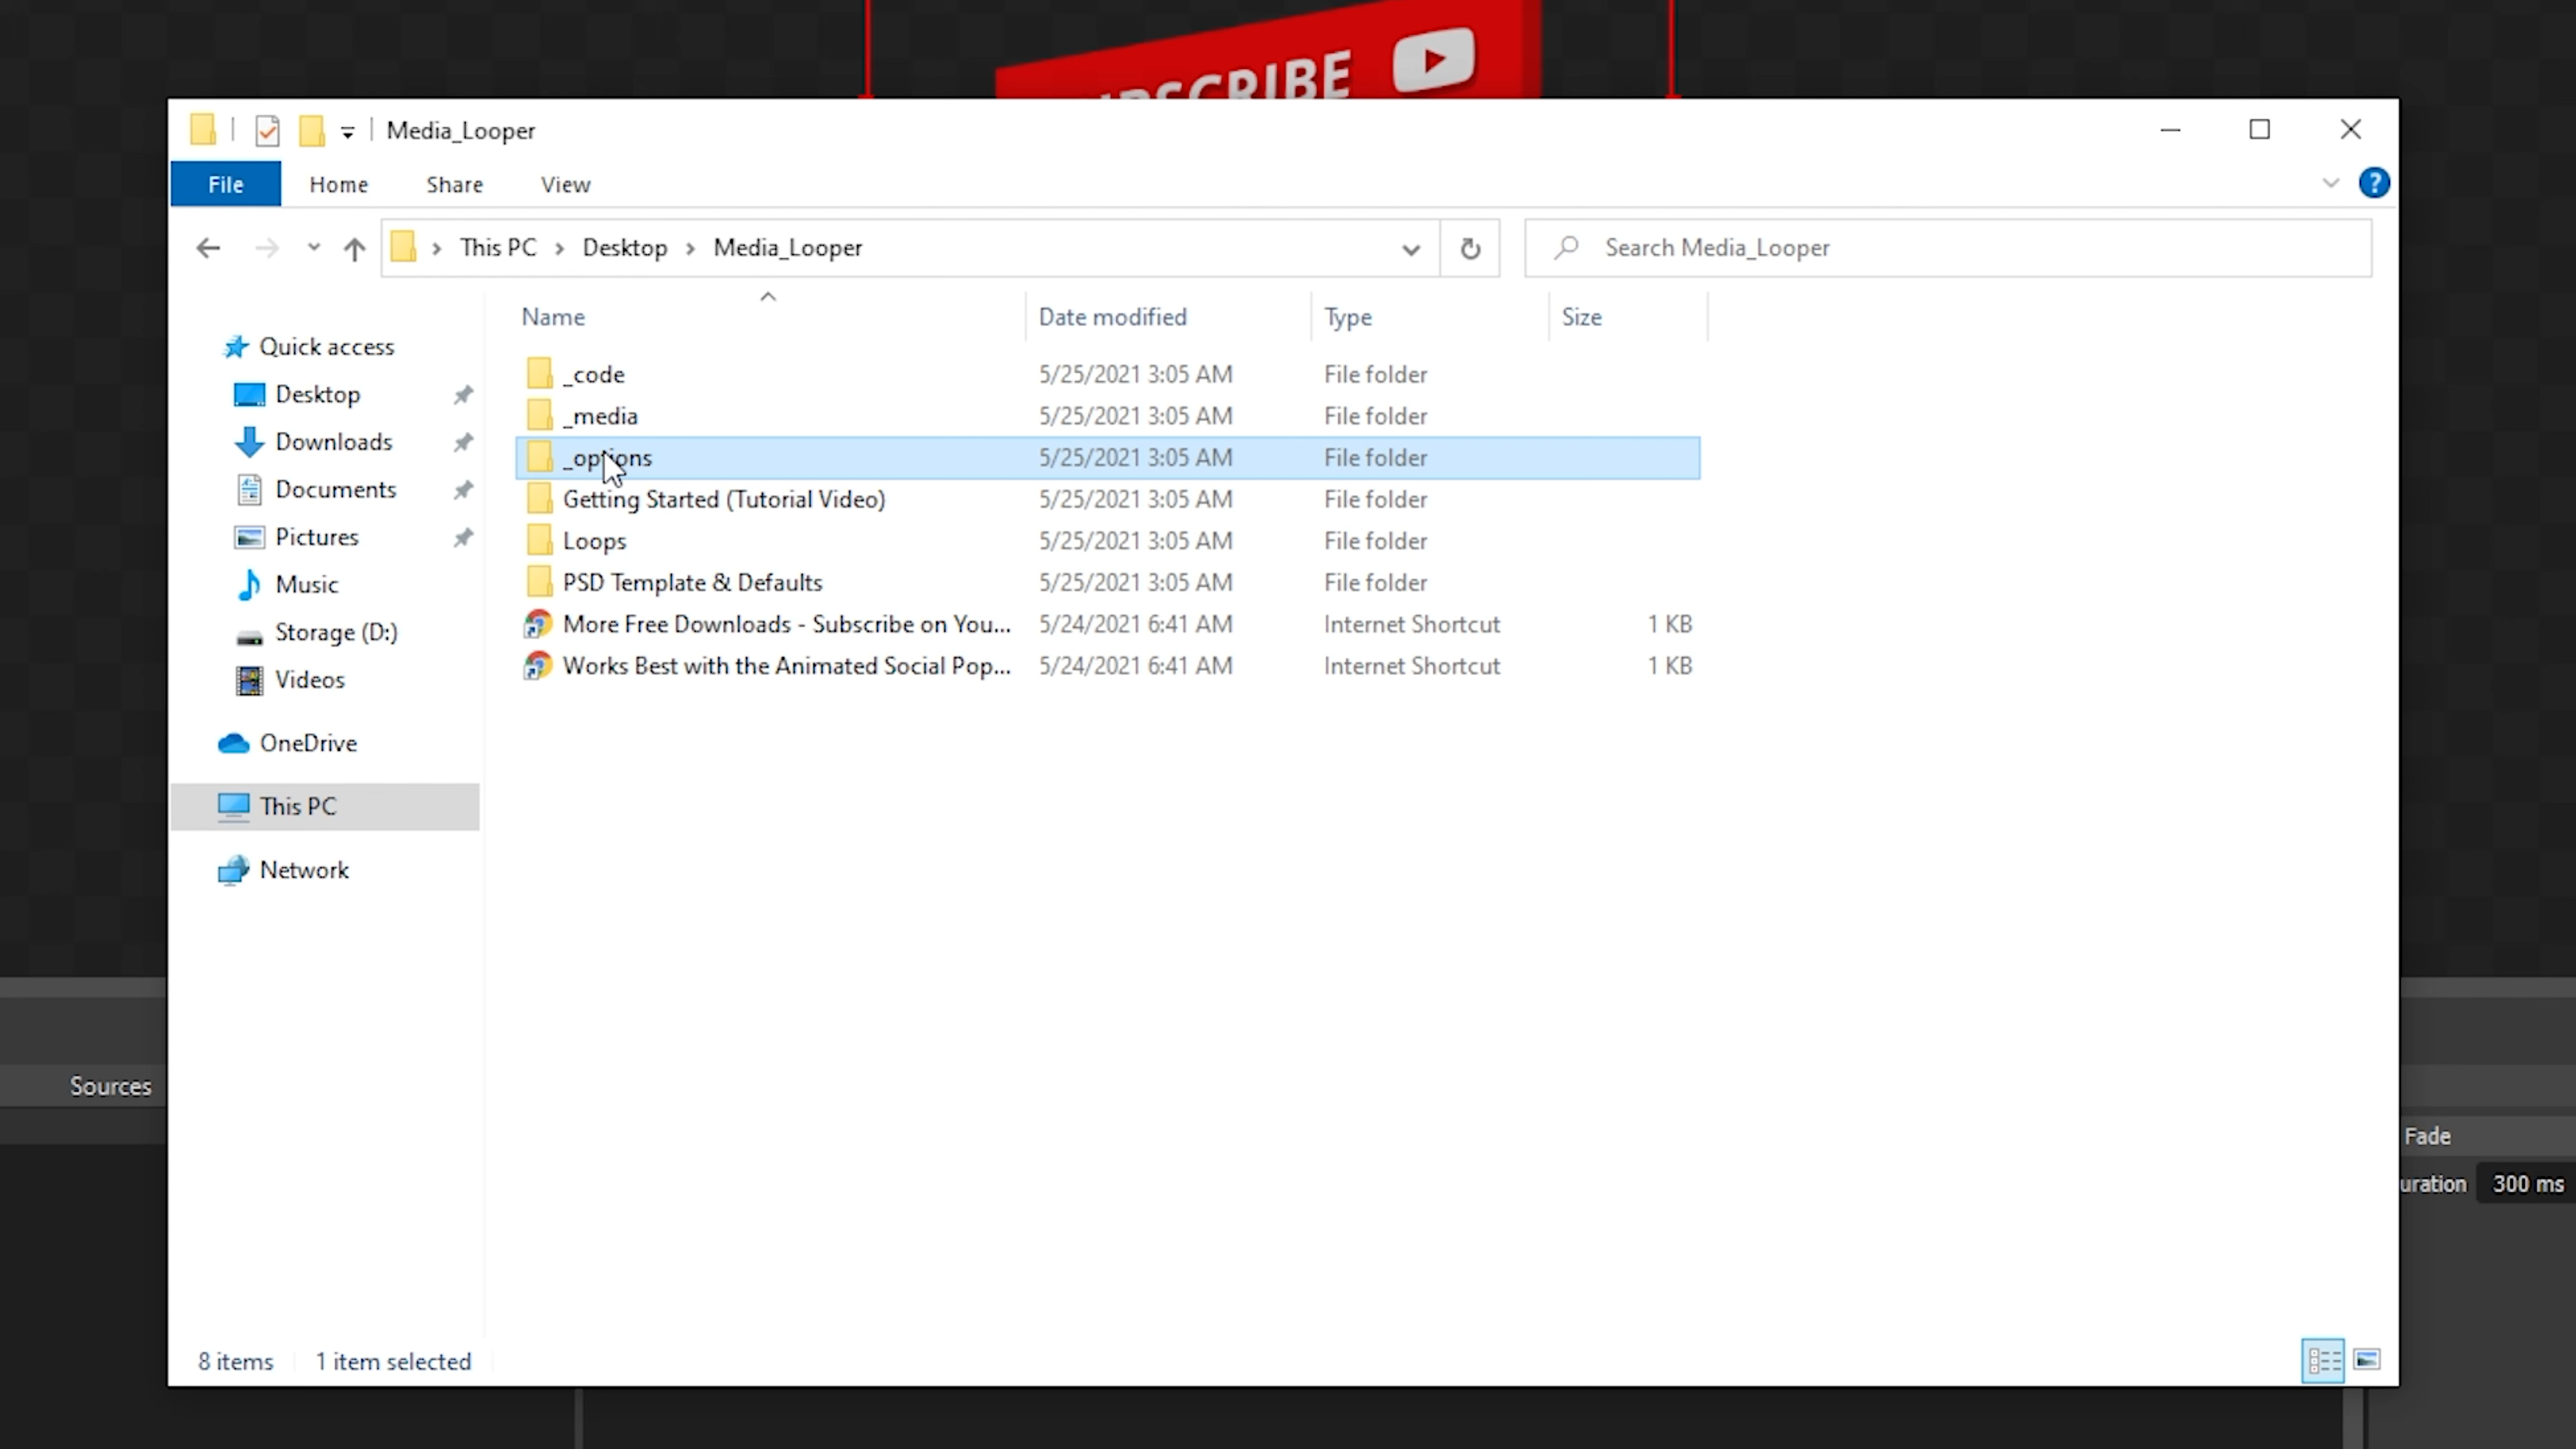 SUBSCRIBE
Media_Looper
File Home Share View
This PC Desktop Media_Looper
Search Media_Looper
Name Date modified Type Size
Quick access
Desktop
Downloads
Documents
Pictures
Music
Storage (D:)
Videos
OneDrive
This PC
Network
_code 5/25/2021 3:05 AM File folder
_media 5/25/2021 3:05 AM File folder
_options 5/25/2021 3:05 AM File folder
Getting Started (Tutorial Video) 5/25/2021 3:05 AM File folder
Loops 5/25/2021 3:05 AM File folder
PSD Template & Defaults 5/25/2021 3:05 AM File folder
More Free Downloads - Subscribe on You... 5/24/2021 6:41 AM Internet Shortcut 1 KB
Works Best with the Animated Social Pop... 5/24/2021 6:41 AM Internet Shortcut 1 KB
Sources
Fade
uration 300 ms
8 items 1 item selected